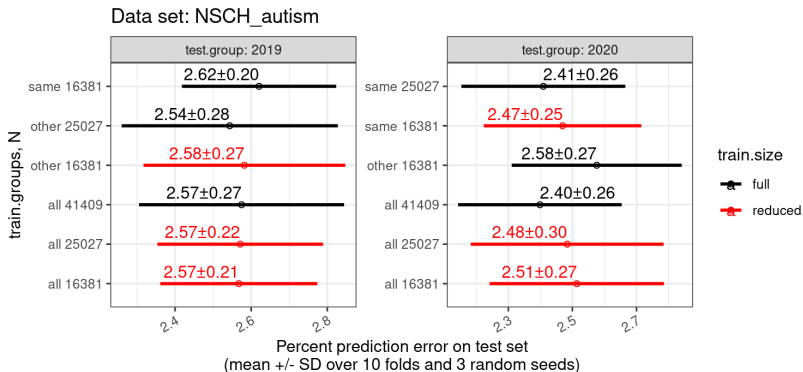 Data set: NSCH_autism
test.group: 2019
test.group: 2020
train.groups, N
same 16381
2.62±0.20
other 25027
2.54±0.28
other 16381
2.58±0.27
all 41409
2.57±0.27
all 25027
2.57±0.22
all 16381
2.57±0.21
2.4
2.6
2.8
same 25027
2.41±0.26
same 16381
2.47±0.25
other 16381
2.58±0.27
all 41409
2.40±0.26
all 25027
2.48±0.30
all 16381
2.51±0.27
2.3
2.5
2.7
Percent prediction error on test set
(mean +/- SD over 10 folds and 3 random seeds)
train.size
a full
a reduced